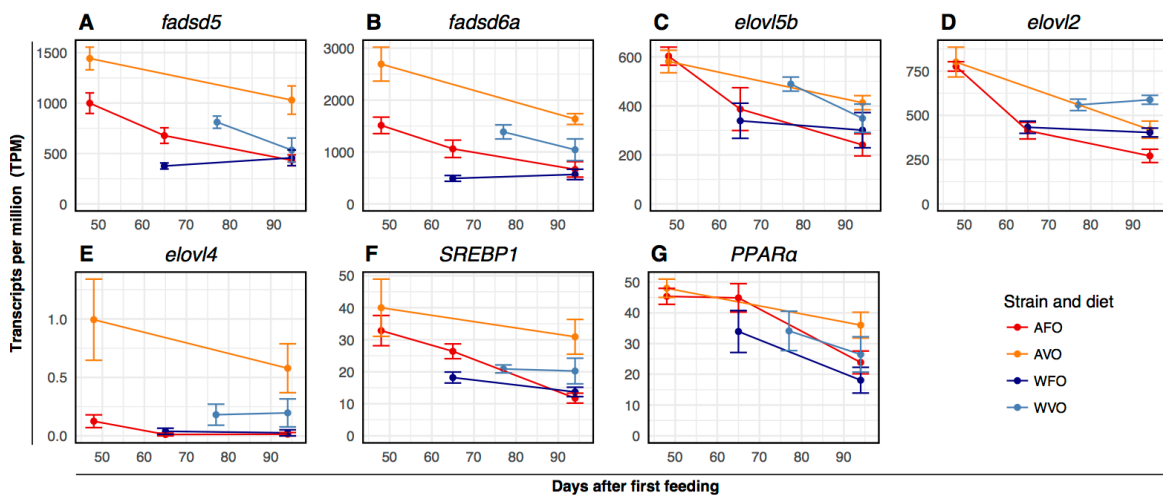 A fadsd5
B fadsd6a
C elovl5b
D elovl2
1500
1000
500
0
50 60 70 80 90
3000
2000
1000
0
50 60 70 80 90
600
400
200
0
50 60 70 80 90
750
500
250
0
50 60 70 80 90
Transcripts per million (TPM)
E elovl4
F SREBP1
G PPARα
1.0
0.5
0.0
50 60 70 80 90
50
40
30
20
10
0
50 60 70 80 90
50
40
30
20
10
0
50 60 70 80 90
Strain and diet
AFO
AVO
WFO
WVO
Days after first feeding